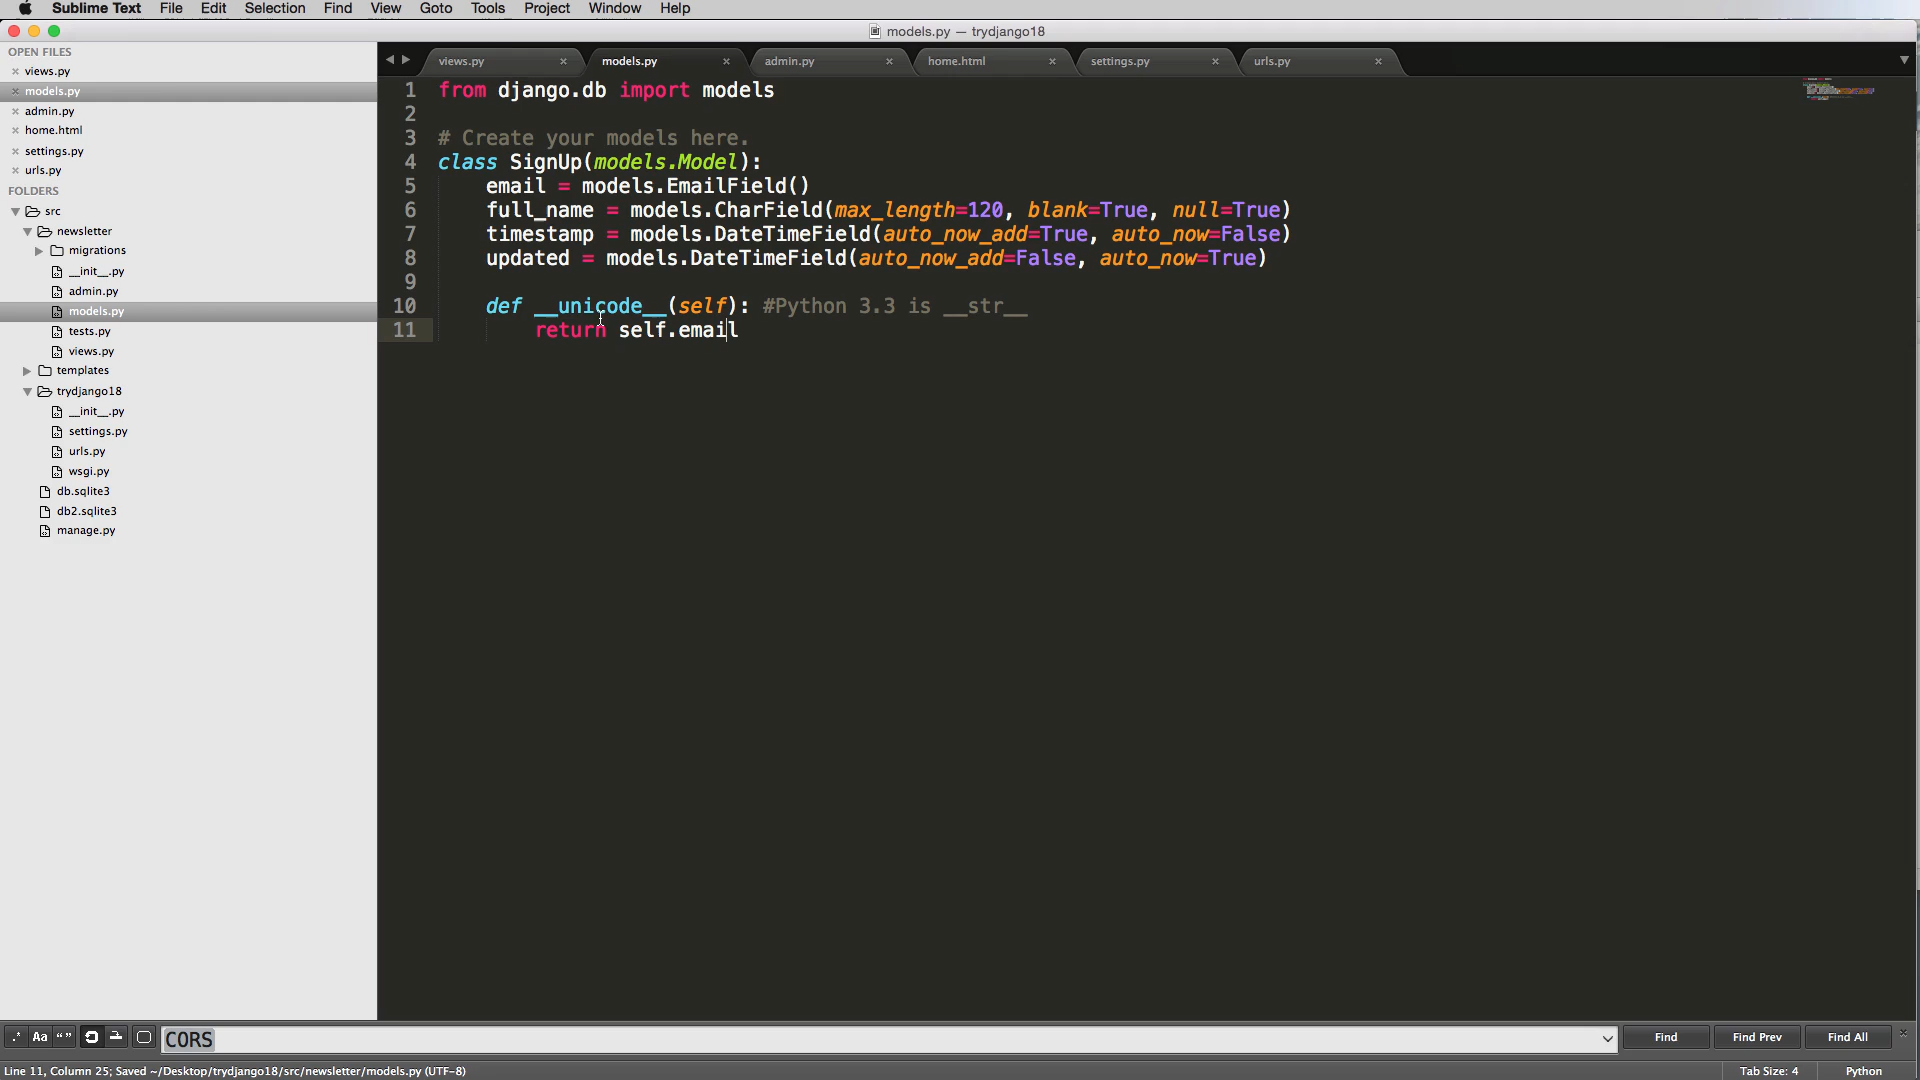 Sublime Text File Edit Selection Find View Goto Tools Project Window Help
models.py — trydjango18
OPEN FILES
views.py
models.py
admin.py
home.html
settings.py
urls.py
FOLDERS
src
newsletter
migrations
__init__.py
admin.py
models.py
tests.py
views.py
templates
trydjango18
__init__.py
settings.py
urls.py
wsgi.py
db.sqlite3
db2.sqlite3
manage.py
views.py models.py admin.py home.html settings.py urls.py
1 from django.db import models
2
3 # Create your models here.
4 class SignUp(models.Model):
5 email = models.EmailField()
6 full_name = models.CharField(max_length=120, blank=True, null=True)
7 timestamp = models.DateTimeField(auto_now_add=True, auto_now=False)
8 updated = models.DateTimeField(auto_now_add=False, auto_now=True)
9
10 def __unicode__(self): #Python 3.3 is __str__
11 return self.email
.* Aa “” CORS Find Find Prev Find All
Line 11, Column 25; Saved ~/Desktop/trydjango18/src/newsletter/models.py (UTF-8) Tab Size: 4 Python